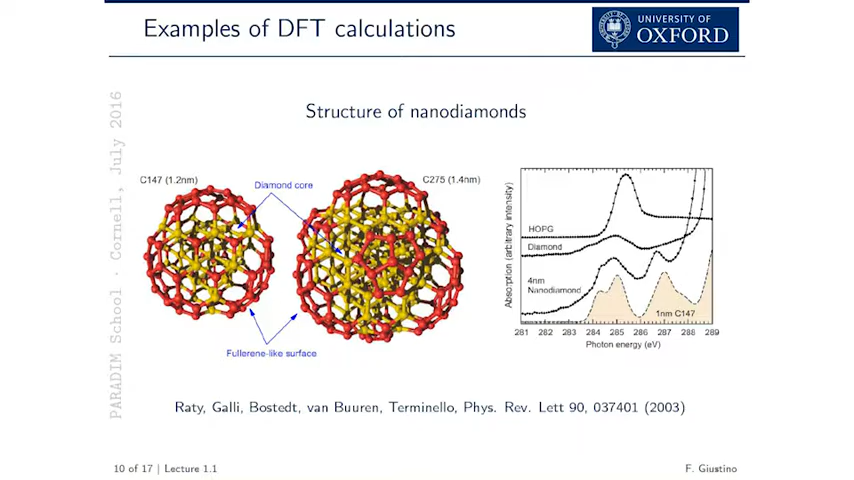 Examples of DFT calculations
UNIVERSITY OF
OXFORD
PARADIM School · Cornell, July 2016
Structure of nanodiamonds
C147 (1.2nm)
Diamond core
C275 (1.4nm)
Fullerene-like surface
Absorption (arbitrary intensity)
HOPG
Diamond
4nm
Nanodiamond
1nm C147
281 282 283 284 285 286 287 288 289
Photon energy (eV)
Raty, Galli, Bostedt, van Buuren, Terminello, Phys. Rev. Lett 90, 037401 (2003)
10 of 17 | Lecture 1.1
F. Giustino